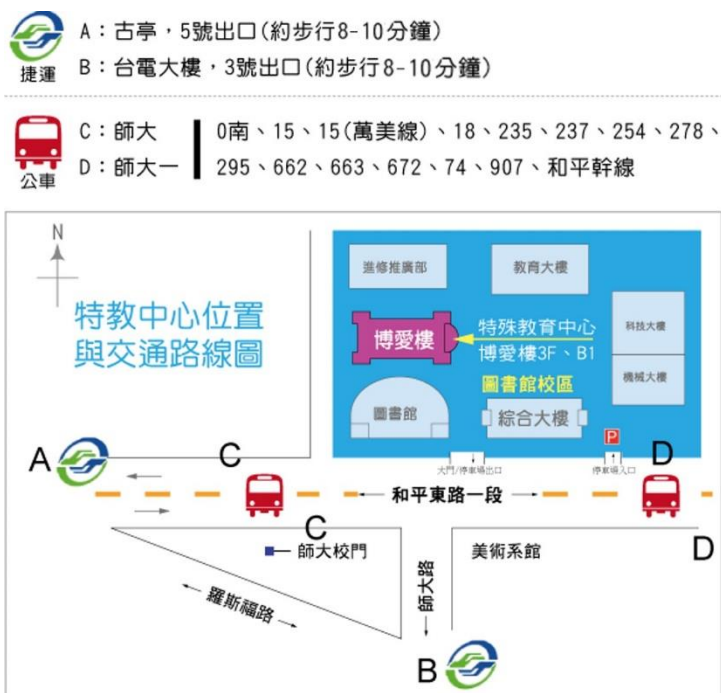 A：古亭，5號出口(約步行8-10分鐘)
捷運
B：台電大樓，3號出口(約步行8-10分鐘)
C：師大
0南、15、15(萬美線)、18、235、237、254、278、
公車
D：師大一
295、662、663、672、74、907、和平幹線
N
特教中心位置
與交通路線圖
進修推廣部
教育大樓
博愛樓
特殊教育中心
博愛樓3F、B1
科技大樓
機械大樓
圖書館校區
圖書館
綜合大樓
P
大門/停車場出口
停車場入口
A
C
D
和平東路一段
C
師大校門
美術系館
D
羅斯福路
師大路
B